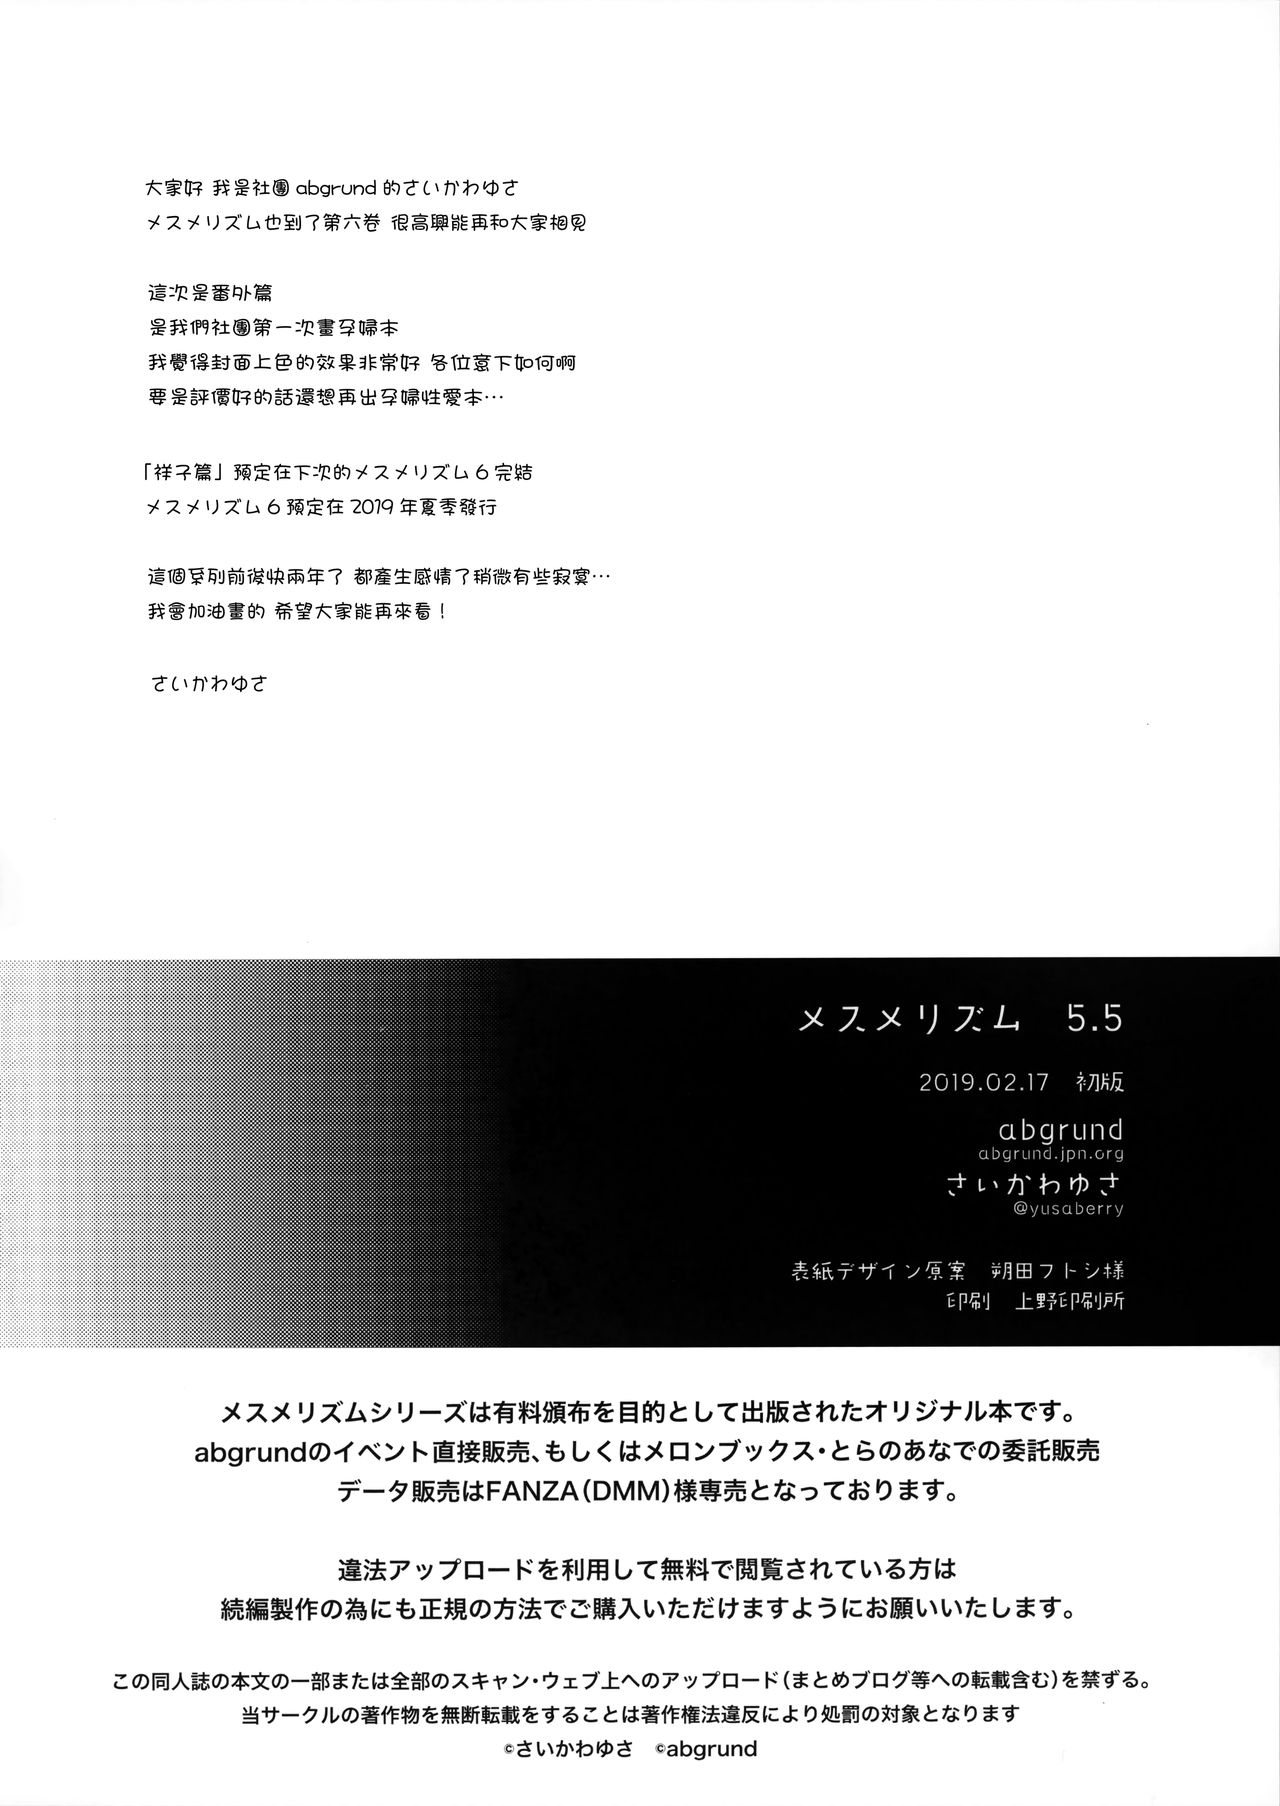 大家好 我是社團abgrund的さいかわゆさ
メスメリズム也到了第六卷 很高興能再和大家相見
這次是番外篇
是我們社團第一次畫孕婦本
我覺得封面上色的效果非常好 各位意下如何啊
要是評價好的話還想再出孕婦性愛本…
「祥子篇」預定在下次的メスメリズム6完結
メスメリズム6預定在2019年夏季發行
這個系列前後快兩年了 都產生感情了稍微有些寂寞…
我會加油畫的 希望大家能再來看！
さいかわゆさ
メスメリズム　5.5
2019.02.17　初版
abgrund
abgrund.jpn.org
さいかわゆさ
@yusaberry
表紙デザイン原案　朔田フトシ様
印刷　上野印刷所
メスメリズムシリーズは有料頒布を目的として出版されたオリジナル本です。
abgrundのイベント直接販売、もしくはメロンブックス・とらのあなでの委託販売
データ販売はFANZA（DMM）様専売となっております。
違法アップロードを利用して無料で閲覧されている方は
続編製作の為にも正規の方法でご購入いただけますようにお願いいたします。
この同人誌の本文の一部または全部のスキャン・ウェブ上へのアップロード（まとめブログ等への転載含む）を禁ずる。
当サークルの著作物を無断転載をすることは著作権法違反により処罰の対象となります
©さいかわゆさ　©abgrund